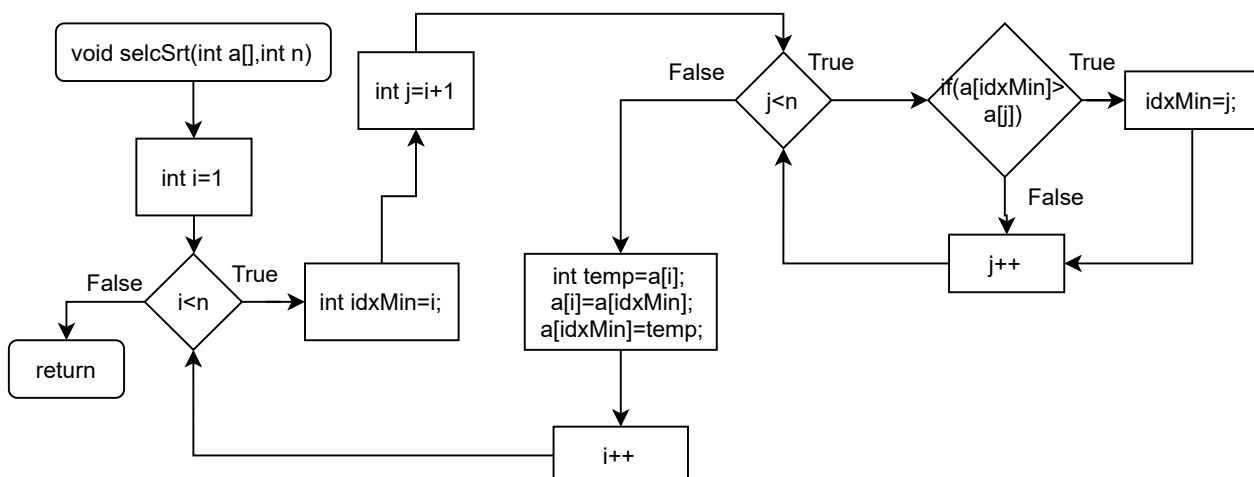 void selcSrt(int a[],int n)
int i=1
False
True
i<n
return
int idxMin=i;
int j=i+1
False
True
j<n
if(a[idxMin]>
a[j])
True
idxMin=j;
False
j++
int temp=a[i];
a[i]=a[idxMin];
a[idxMin]=temp;
i++